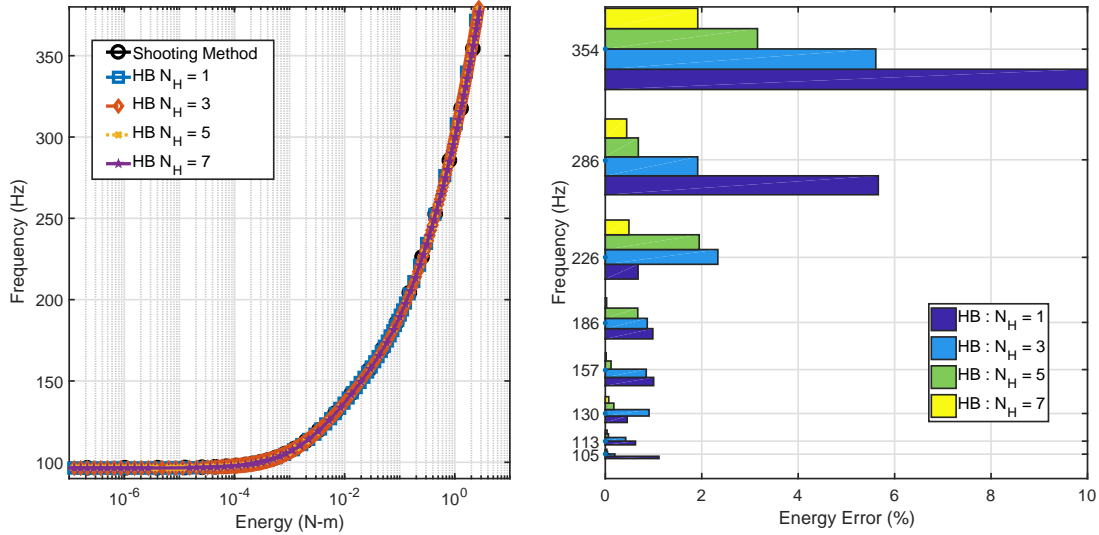 350
300
250
200
150
100
Frequency (Hz)
10^-6
10^-4
10^-2
10^0
Energy (N-m)
Shooting Method
HB N_H = 1
HB N_H = 3
HB N_H = 5
HB N_H = 7
354
286
226
186
157
130
113
105
Frequency (Hz)
0
2
4
6
8
10
Energy Error (%)
HB : N_H = 1
HB : N_H = 3
HB : N_H = 5
HB : N_H = 7